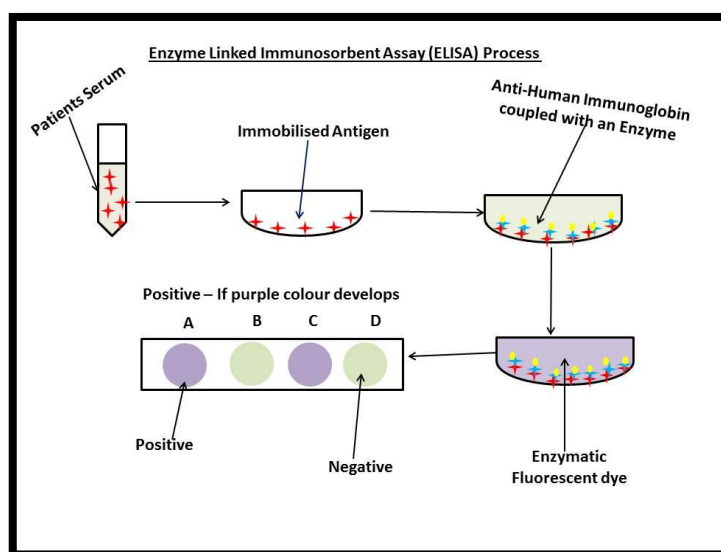 Enzyme Linked Immunosorbent Assay (ELISA) Process
Patients Serum
Immobilised Antigen
Anti-Human Immunoglobin
coupled with an Enzyme
Positive – If purple colour develops
A B C D
Positive
Negative
Enzymatic
Fluorescent dye